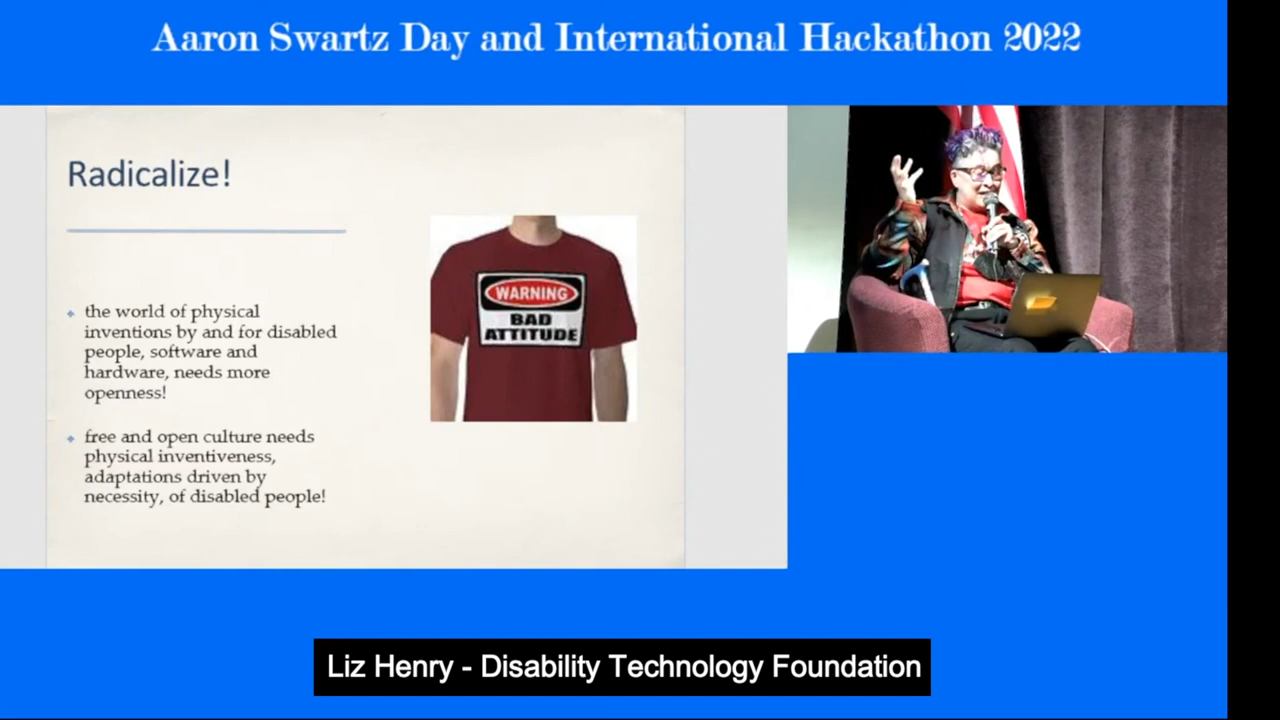 Aaron Swartz Day and International Hackathon 2022
Radicalize!
the world of physical
inventions by and for disabled
people, software and
hardware, needs more
openness!
free and open culture needs
physical inventiveness,
adaptations driven by
necessity, of disabled people!
WARNING
BAD
ATTITUDE
Liz Henry - Disability Technology Foundation